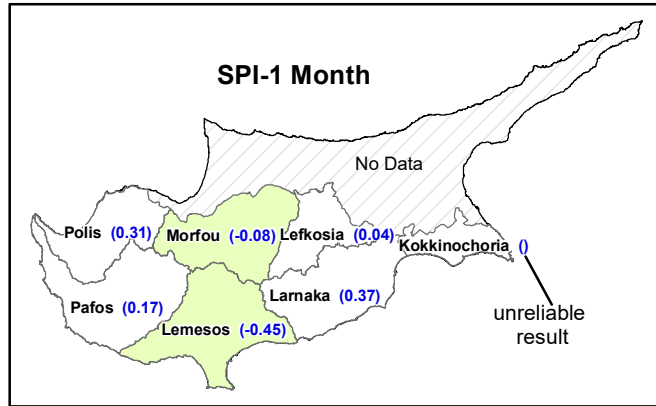 SPI-1 Month
No Data
Polis (0.31)
Morfou (-0.08)
Lefkosia (0.04)
Kokkinochoria ()
Pafos (0.17)
Lemesos (-0.45)
Larnaka (0.37)
unreliable
result